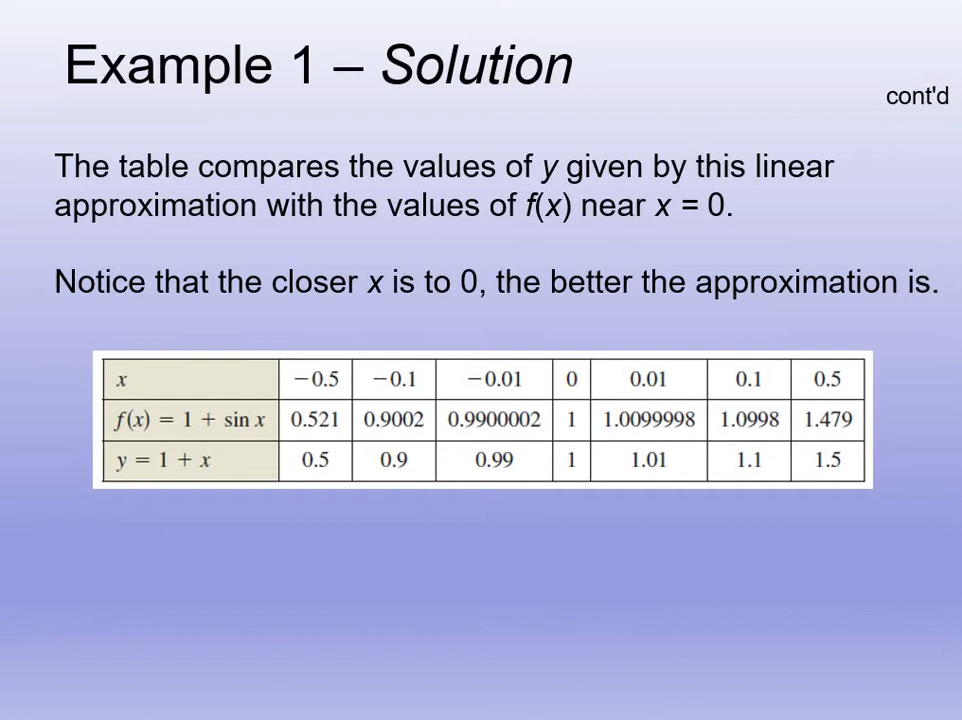 Example 1 – Solution
cont'd
The table compares the values of y given by this linear
approximation with the values of f(x) near x = 0.
Notice that the closer x is to 0, the better the approximation is.
x −0.5 −0.1 −0.01 0 0.01 0.1 0.5
f(x) = 1 + sin x 0.521 0.9002 0.9900002 1 1.0099998 1.0998 1.479
y = 1 + x 0.5 0.9 0.99 1 1.01 1.1 1.5